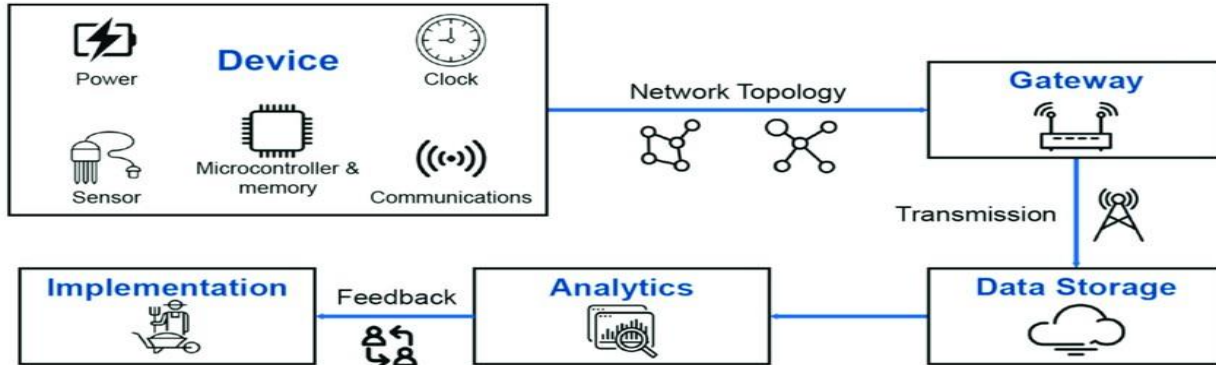 Power
Device
Clock
Sensor
Microcontroller &
memory
Communications
Network Topology
Gateway
Transmission
Implementation
Feedback
Analytics
Data Storage